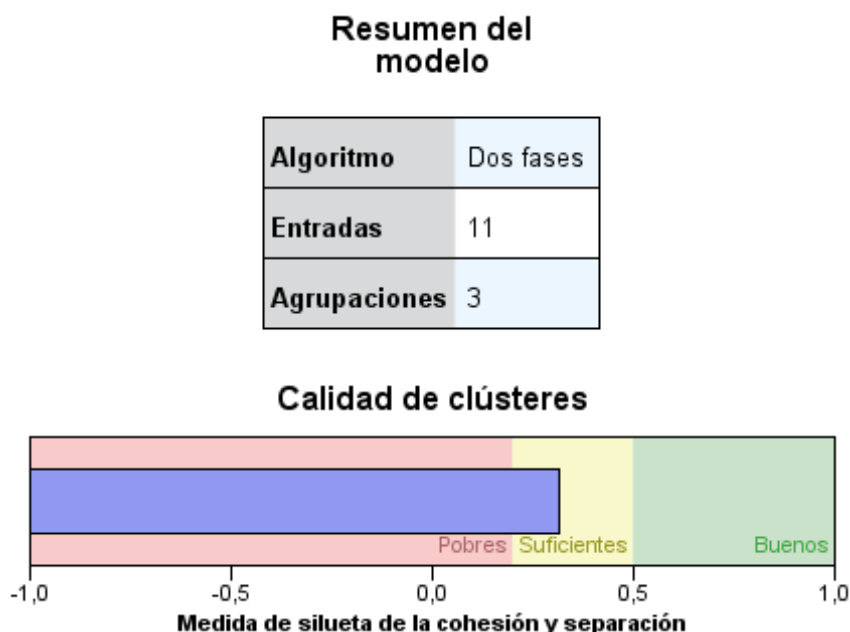 Resumen del
modelo
Algoritmo Dos fases
Entradas 11
Agrupaciones 3
Calidad de clústeres
Pobres Suficientes Buenos
-1,0 -0,5 0,0 0,5 1,0
Medida de silueta de la cohesión y separación